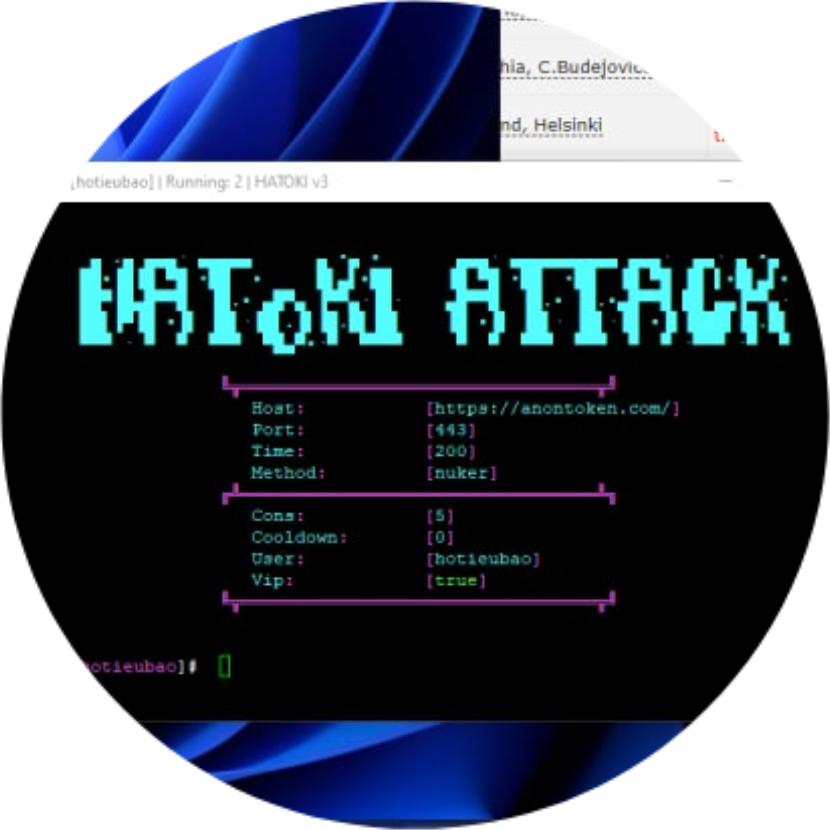 C.Budejovic
nd, Helsinki
[hotieubao] | Running: 2 | HATOKI v3
HATOKI ATTACK
Host: [https://anontoken.com/]
Port: [443]
Time: [200]
Method: [nuker]
Cons: [5]
Cooldown: [0]
User: [hotieubao]
Vip: [true]
hotieubao]#